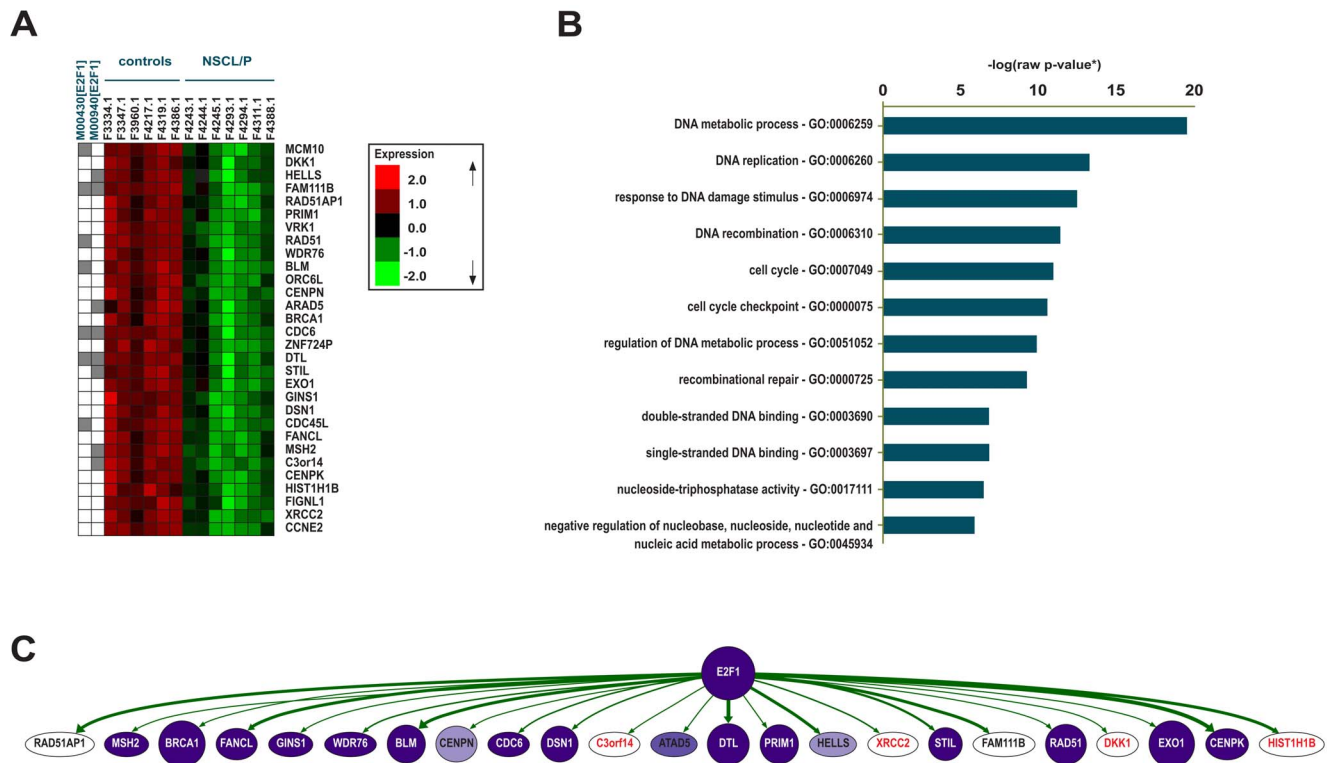 A
M00430[E2F1]
M00940[E2F1]
controls
NSCL/P
F3334.1
F3347.1
F3960.1
F4217.1
F4319.1
F4386.1
F4243.1
F4244.1
F4245.1
F4293.1
F4294.1
F4311.1
F4388.1
MCM10
DKK1
HELLS
FAM111B
RAD51AP1
PRIM1
VRK1
RAD51
WDR76
BLM
ORC6L
CENPN
ARAD5
BRCA1
CDC6
ZNF724P
DTL
STIL
EXO1
GINS1
DSN1
CDC45L
FANCL
MSH2
C3or14
CENPK
HIST1H1B
FIGNL1
XRCC2
CCNE2
Expression
2.0
1.0
0.0
-1.0
-2.0
B
-log(raw p-value*)
0 5 10 15 20
DNA metabolic process - GO:0006259
DNA replication - GO:0006260
response to DNA damage stimulus - GO:0006974
DNA recombination - GO:0006310
cell cycle - GO:0007049
cell cycle checkpoint - GO:0000075
regulation of DNA metabolic process - GO:0051052
recombinational repair - GO:0000725
double-stranded DNA binding - GO:0003690
single-stranded DNA binding - GO:0003697
nucleoside-triphosphatase activity - GO:0017111
negative regulation of nucleobase, nucleoside, nucleotide and
nucleic acid metabolic process - GO:0045934
C
E2F1
RAD51AP1 MSH2 BRCA1 FANCL GINS1 WDR76 BLM CENPN CDC6 DSN1 C3orf14 ATAD5 DTL PRIM1 HELLS XRCC2 STIL FAM111B RAD51 DKK1 EXO1 CENPK HIST1H1B